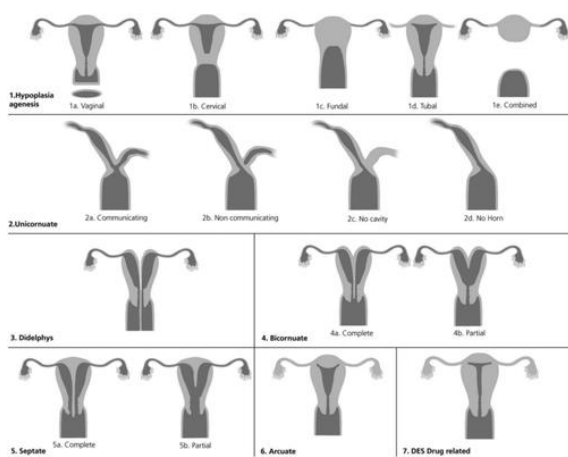 1.Hypoplasia
agenesis
1a. Vaginal
1b. Cervical
1c. Fundal
1d. Tubal
1e. Combined
2.Unicornuate
2a. Communicating
2b. Non communicating
2c. No cavity
2d. No Horn
3. Didelphys
4. Bicornuate
4a. Complete
4b. Partial
5. Septate
5a. Complete
5b. Partial
6. Arcuate
7. DES Drug related